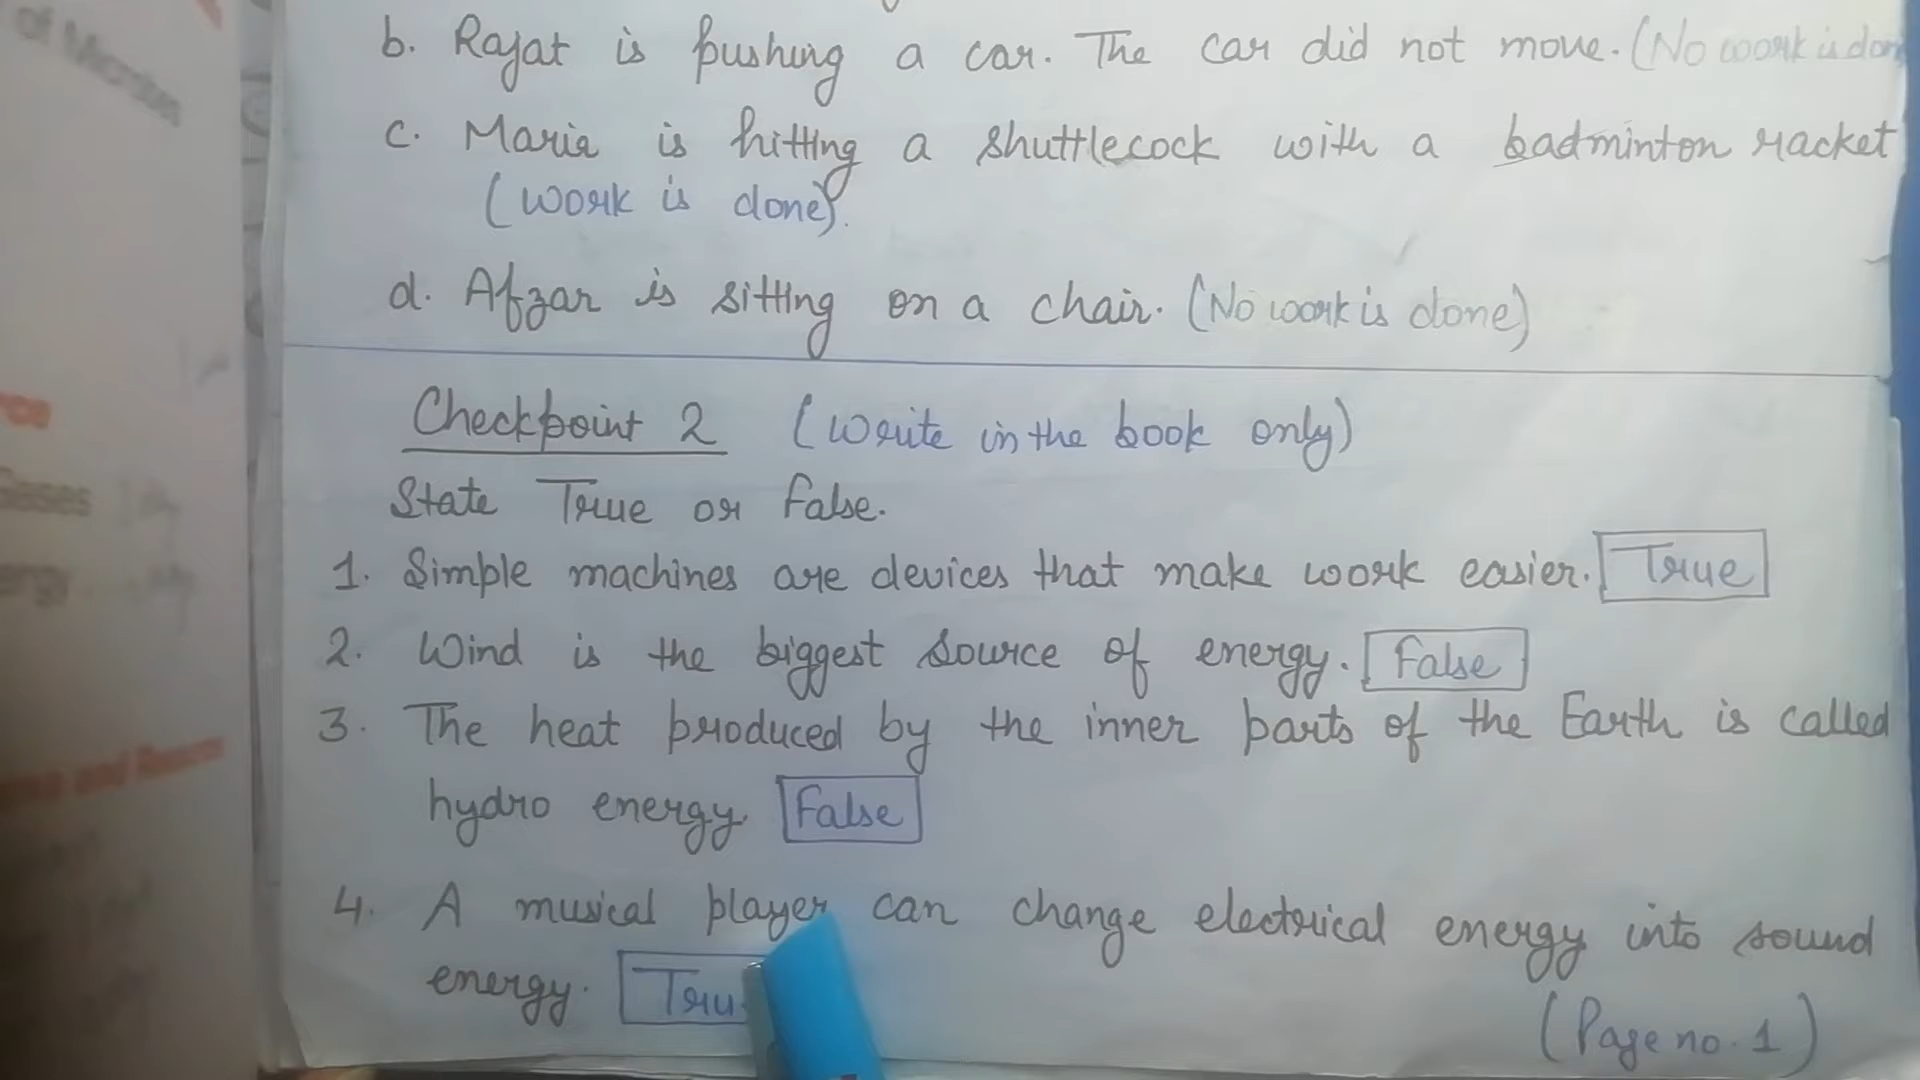 of Motion
b. Rajat is pushing a car. The car did not move. (No work is don
c. Maria is hitting a shuttlecock with a badminton racket
(work is done).
d. Afzar is sitting on a chair. (No work is done)
Checkpoint 2 (write in the book only)
State True or False.
1. Simple machines are devices that make work easier. True
2. Wind is the biggest source of energy. False
3. The heat produced by the inner parts of the Earth is called
hydro energy. False
4. A musical player can change electrical energy into sound
energy. Tru
(Page no. 1)